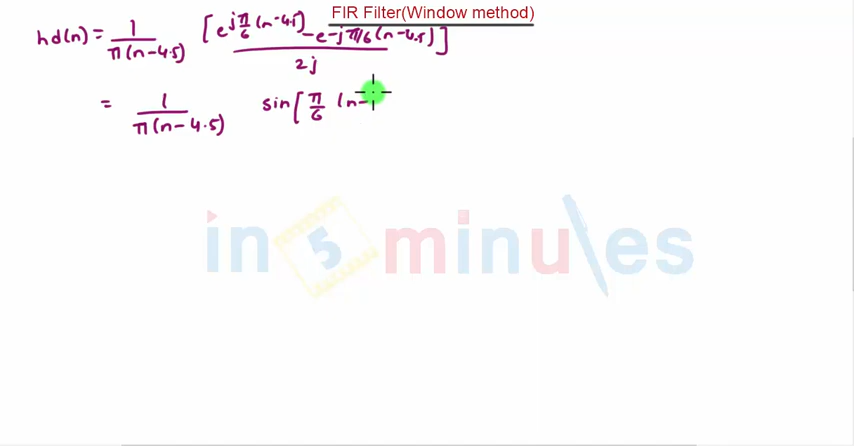 FIR Filter(Window method)
hd(n) = 1/π(n-4.5) [e^jπ/6(n-4.5) - e-jπ/6(n-4.5)]/2j
= 1/π(n-4.5) sin[π/6 (n-
in 5 minutes